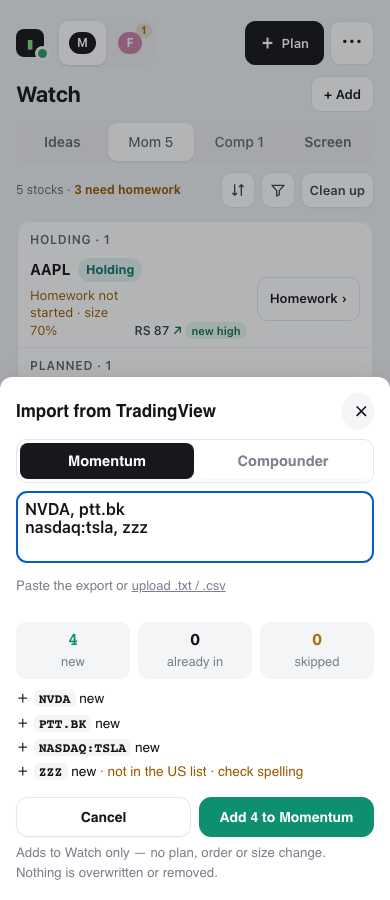 M
F
1
+ Plan
Watch
+ Add
Ideas
Mom 5
Comp 1
Screen
5 stocks · 3 need homework
Clean up
HOLDING · 1
AAPL Holding
Homework not
started · size
70%
RS 87 ↗ new high
Homework ›
PLANNED · 1
Import from TradingView
Momentum
Compounder
NVDA, ptt.bk
nasdaq:tsla, zzz
Paste the export or upload .txt / .csv
4
new
0
already in
0
skipped
+ NVDA new
+ PTT.BK new
+ NASDAQ:TSLA new
+ ZZZ new · not in the US list · check spelling
Cancel
Add 4 to Momentum
Adds to Watch only — no plan, order or size change.
Nothing is overwritten or removed.